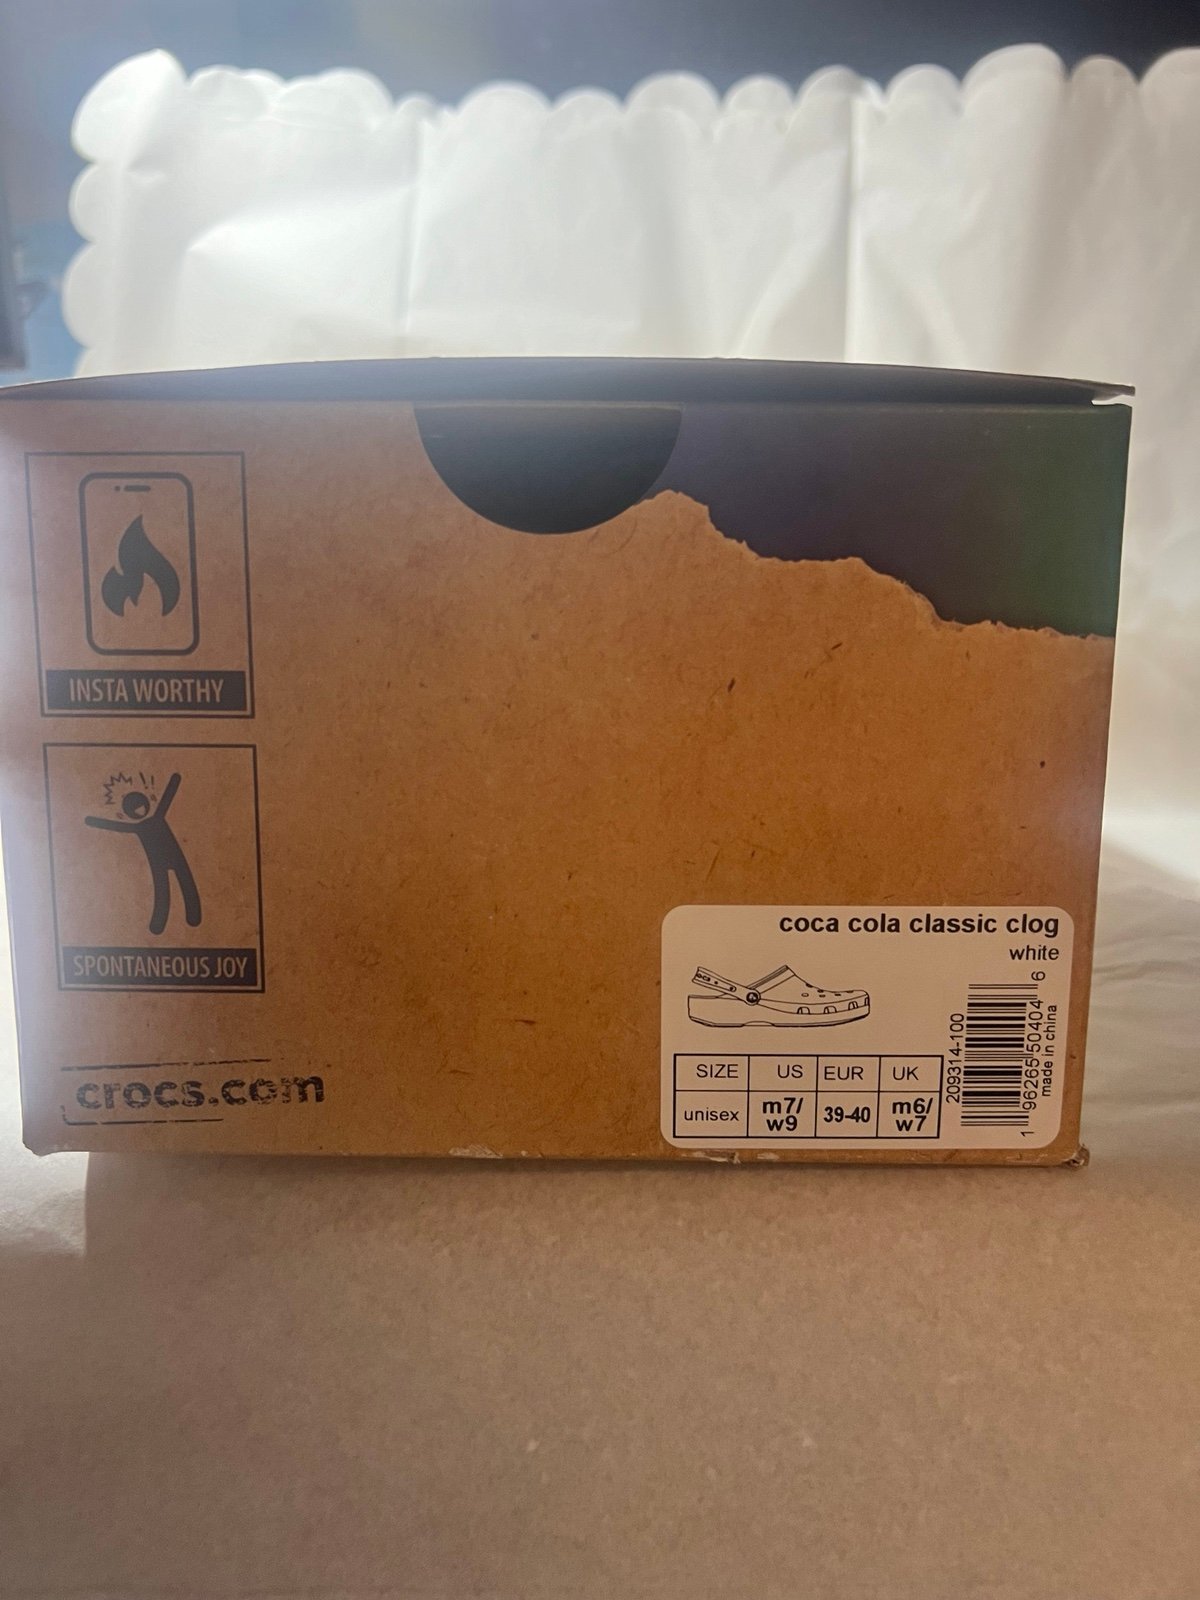 INSTA WORTHY
!!
SPONTANEOUS JOY
crocs.com
coca cola classic clog
white
SIZE US EUR UK
unisex m7/ 39-40 m6/
w9 w7
209314-100
1 96265 50404 6
made in china